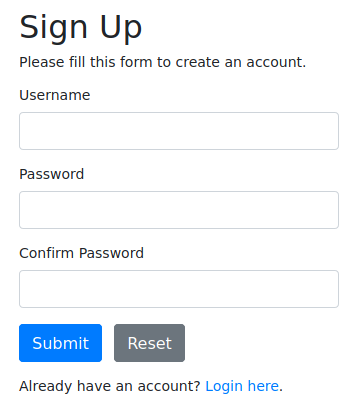 Sign Up
Please fill this form to create an account.
Username
Password
Confirm Password
Submit Reset
Already have an account? Login here.